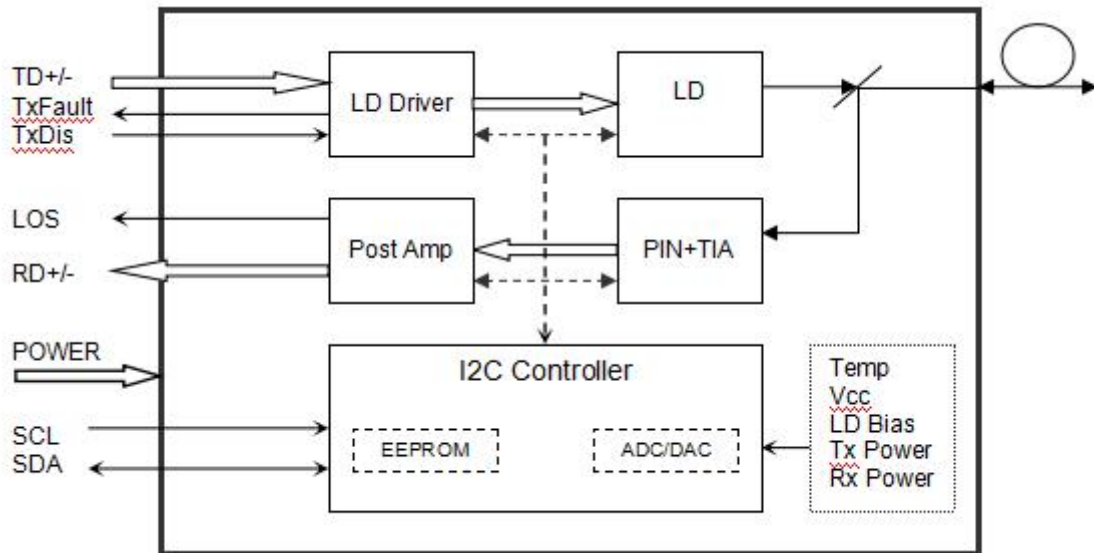 TD+/-
TxFault
TxDis
LD Driver
LD
LOS
RD+/-
Post Amp
PIN+TIA
POWER
SCL
SDA
I2C Controller
EEPROM
ADC/DAC
Temp
Vcc
LD Bias
Tx Power
Rx Power